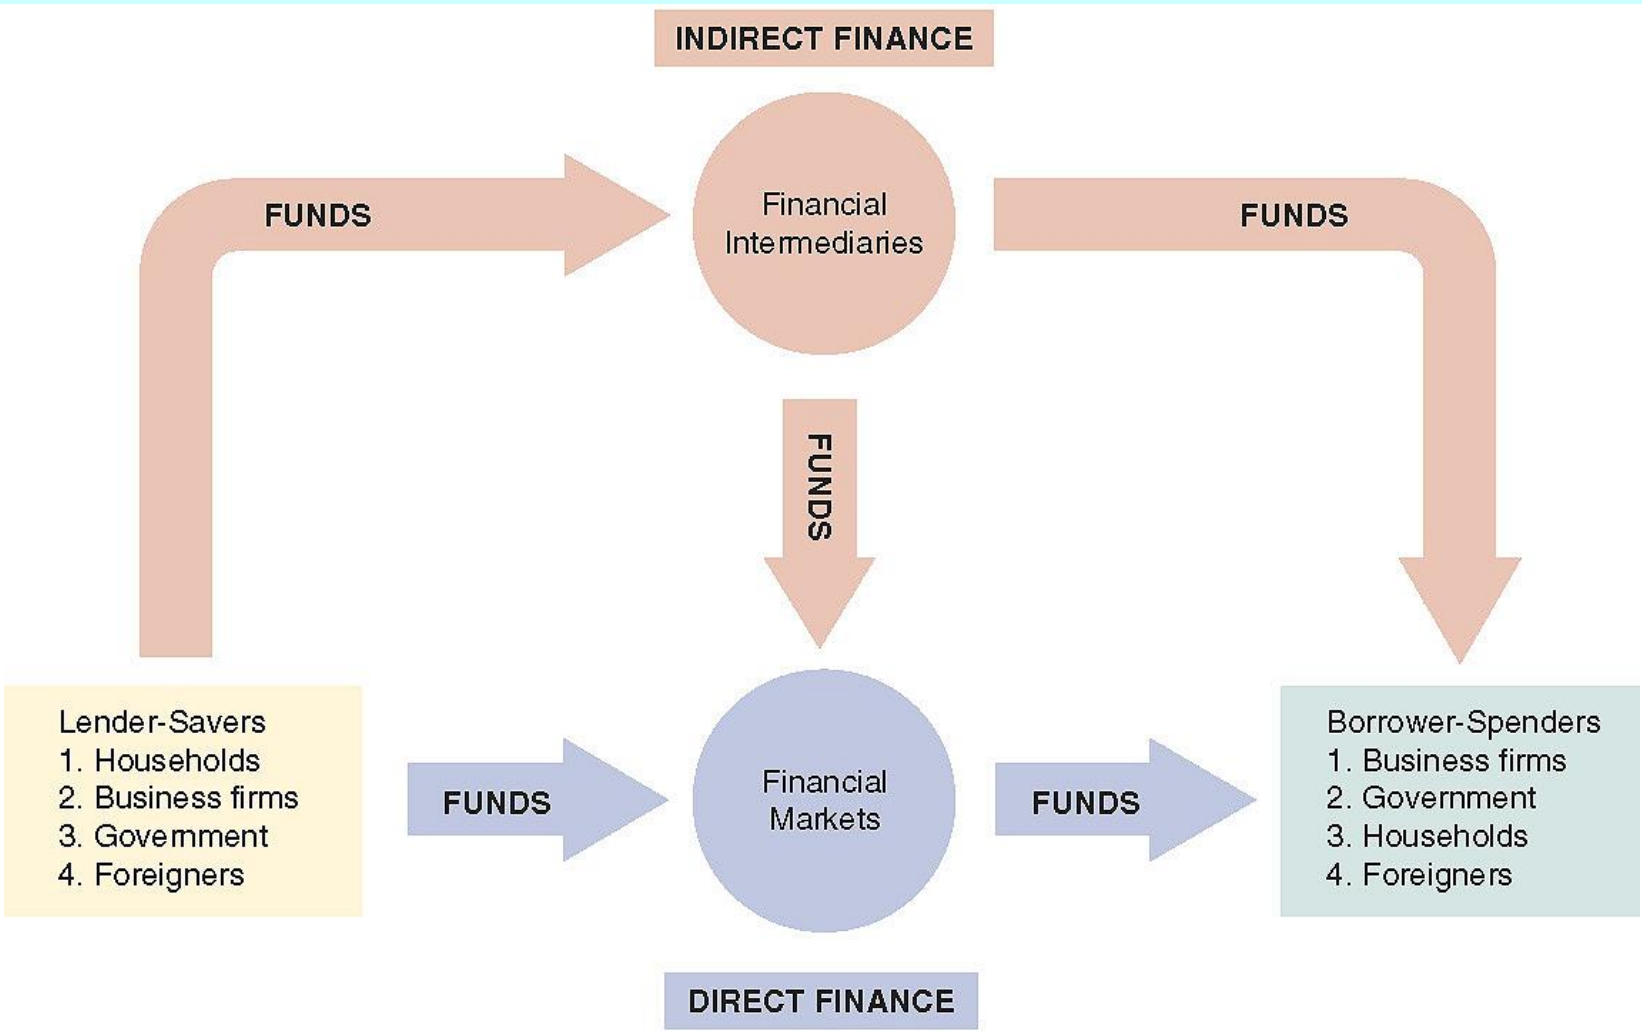 INDIRECT FINANCE
Financial
Intermediaries
FUNDS
FUNDS
FUNDS
Lender-Savers
1. Households
2. Business firms
3. Government
4. Foreigners
FUNDS
Financial
Markets
FUNDS
Borrower-Spenders
1. Business firms
2. Government
3. Households
4. Foreigners
DIRECT FINANCE